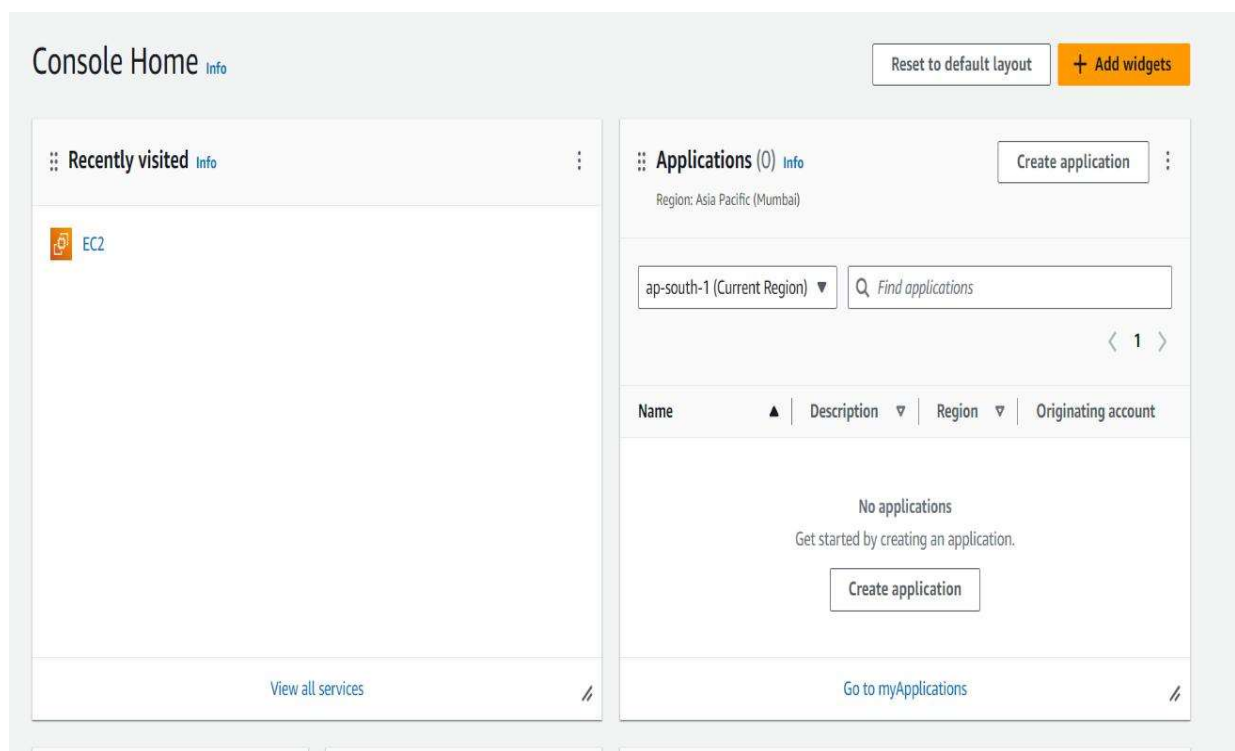 Console Home Info
Reset to default layout
+ Add widgets
Recently visited Info
EC2
View all services
Applications (0) Info
Create application
Region: Asia Pacific (Mumbai)
ap-south-1 (Current Region)
Find applications
1
Name Description Region Originating account
No applications
Get started by creating an application.
Create application
Go to myApplications